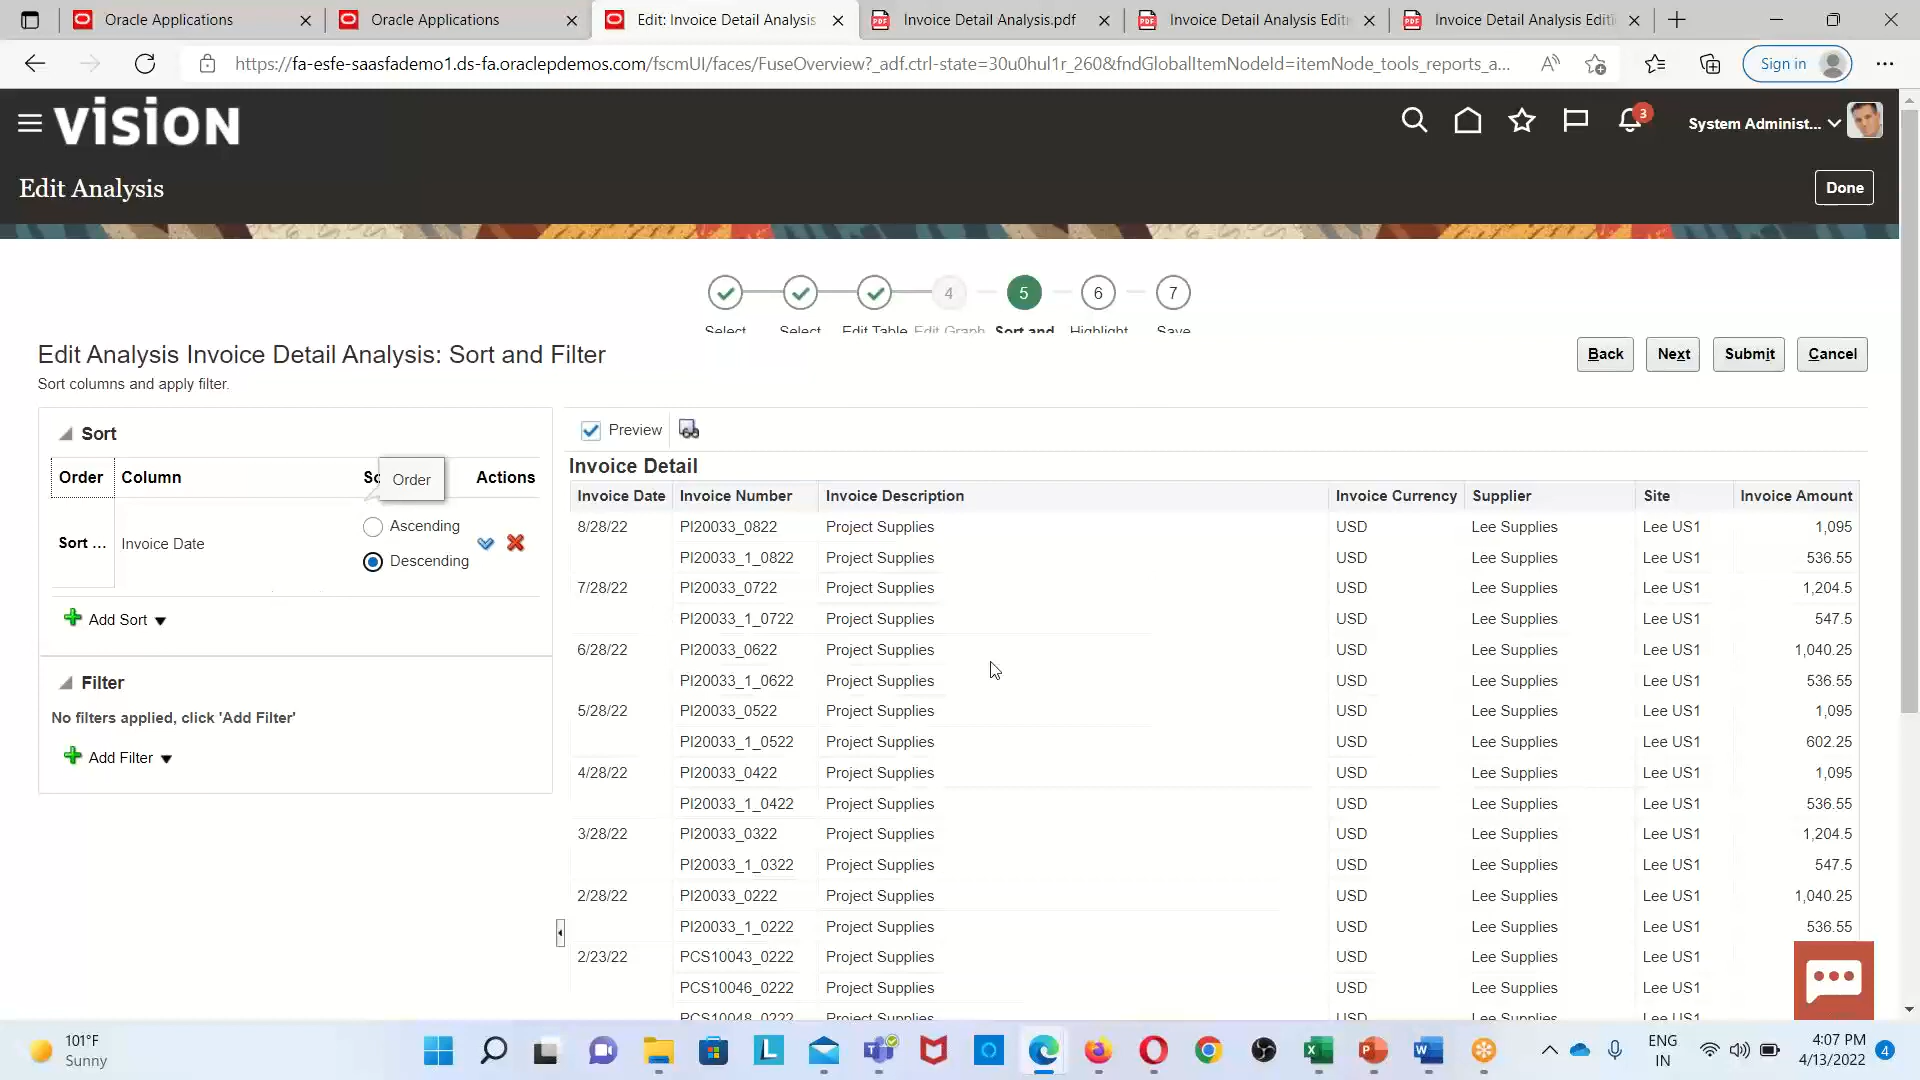 Oracle Applications
Oracle Applications
Edit: Invoice Detail Analysis
Invoice Detail Analysis.pdf
Invoice Detail Analysis Editi
Invoice Detail Analysis Editi
https://fa-esfe-saasfademo1.ds-fa.oraclepdemos.com/fscmUI/faces/FuseOverview?_adf.ctrl-state=30u0hul1r_260&fndGlobalItemNodeId=itemNode_tools_reports_a...
Sign in
vision
3
System Administ...
Edit Analysis
Done
4 5 6 7
Select Select Edit Table Edit Graph Sort and Highlight Save
Edit Analysis Invoice Detail Analysis: Sort and Filter
Back Next Submit Cancel
Sort columns and apply filter.
Sort
Order Column Actions
Order
Sort ... Invoice Date
Ascending
Descending
Add Sort
Filter
No filters applied, click 'Add Filter'
Add Filter
Preview
Invoice Detail
Invoice Date Invoice Number Invoice Description Invoice Currency Supplier Site Invoice Amount
8/28/22 PI20033_0822 Project Supplies USD Lee Supplies Lee US1 1,095
PI20033_1_0822 Project Supplies USD Lee Supplies Lee US1 536.55
7/28/22 PI20033_0722 Project Supplies USD Lee Supplies Lee US1 1,204.5
PI20033_1_0722 Project Supplies USD Lee Supplies Lee US1 547.5
6/28/22 PI20033_0622 Project Supplies USD Lee Supplies Lee US1 1,040.25
PI20033_1_0622 Project Supplies USD Lee Supplies Lee US1 536.55
5/28/22 PI20033_0522 Project Supplies USD Lee Supplies Lee US1 1,095
PI20033_1_0522 Project Supplies USD Lee Supplies Lee US1 602.25
4/28/22 PI20033_0422 Project Supplies USD Lee Supplies Lee US1 1,095
PI20033_1_0422 Project Supplies USD Lee Supplies Lee US1 536.55
3/28/22 PI20033_0322 Project Supplies USD Lee Supplies Lee US1 1,204.5
PI20033_1_0322 Project Supplies USD Lee Supplies Lee US1 547.5
2/28/22 PI20033_0222 Project Supplies USD Lee Supplies Lee US1 1,040.25
PI20033_1_0222 Project Supplies USD Lee Supplies Lee US1 536.55
2/23/22 PCS10043_0222 Project Supplies USD Lee Supplies Lee US1
PCS10046_0222 Project Supplies USD Lee Supplies Lee US1
PCS10048_0222 Project Supplies USD Lee Supplies Lee US1
101°F
Sunny
ENG
IN
4:07 PM
4/13/2022
4